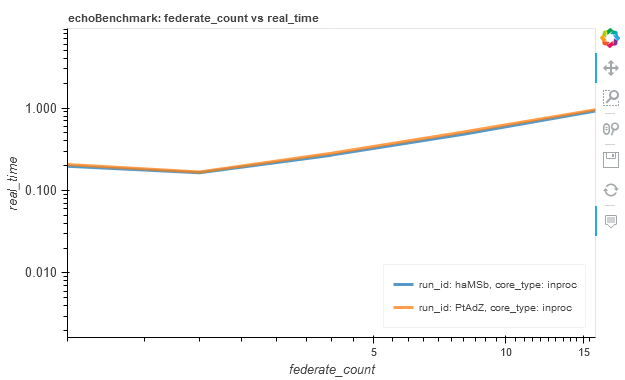 echoBenchmark: federate_count vs real_time
1.000
0.100
0.010
real_time
run_id: haMSb, core_type: inproc
run_id: PtAdZ, core_type: inproc
5
10
15
federate_count